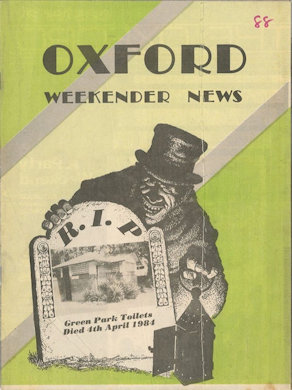 88
OXFORD
WEEKENDER NEWS
R.I.P
Green Park Toilets
Died 4th April 1984